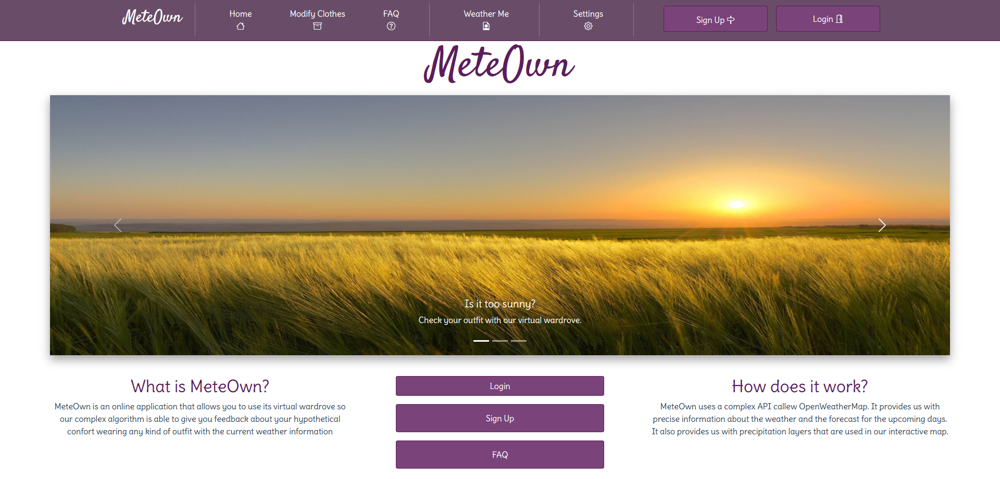 MeteOwn
Home
Modify Clothes
FAQ
Weather Me
Settings
Sign Up
Login
MeteOwn
Is it too sunny?
Check your outfit with our virtual wardrove.
What is MeteOwn?
MeteOwn is an online application that allows you to use its virtual wardrove so
our complex algorithm is able to give you feedback about your hypothetical
confort wearing any kind of outfit with the current weather information
Login
Sign Up
FAQ
How does it work?
MeteOwn uses a complex API callew OpenWeatherMap. It provides us with
precise information about the weather and the forecast for the upcoming days.
It also provides us with precipitation layers that are used in our interactive map.